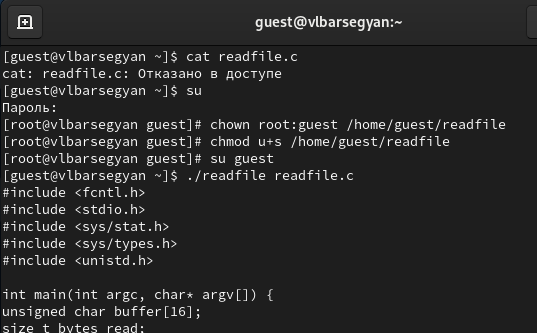 guest@vlbarsegyan:~
[guest@vlbarsegyan ~]$ cat readfile.c
cat: readfile.c: Отказано в доступе
[guest@vlbarsegyan ~]$ su
Пароль:
[root@vlbarsegyan guest]# chown root:guest /home/guest/readfile
[root@vlbarsegyan guest]# chmod u+s /home/guest/readfile
[root@vlbarsegyan guest]# su guest
[guest@vlbarsegyan ~]$ ./readfile readfile.c
#include <fcntl.h>
#include <stdio.h>
#include <sys/stat.h>
#include <sys/types.h>
#include <unistd.h>
int main(int argc, char* argv[]) {
unsigned char buffer[16];
size_t bytes_read;